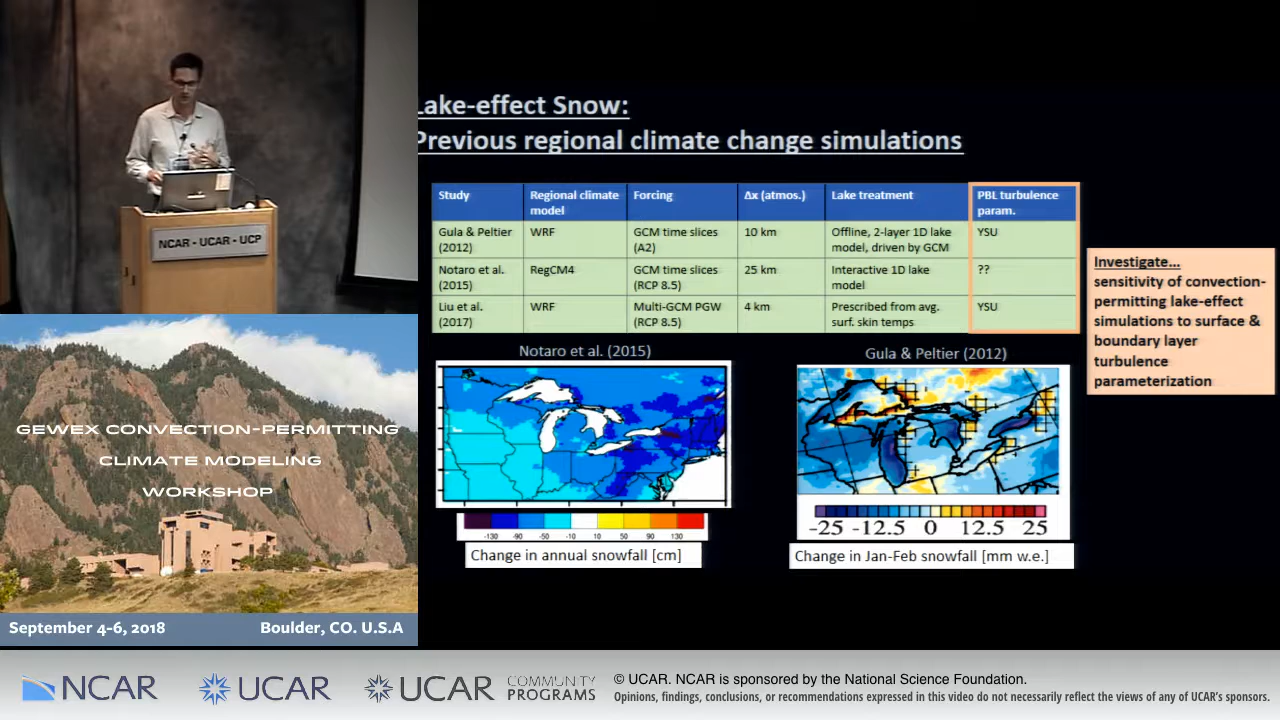 NCAR - UCAR - UCP
GEWEX CONVECTION-PERMITTING
CLIMATE MODELING
WORKSHOP
September 4-6, 2018
Boulder, CO. U.S.A
Lake-effect Snow:
Previous regional climate change simulations
Study
Regional climate
model
Forcing
Δx (atmos.)
Lake treatment
PBL turbulence
param.
Gula & Peltier
(2012)
WRF
GCM time slices
(A2)
10 km
Offline, 2-layer 1D lake
model, driven by GCM
YSU
Notaro et al.
(2015)
RegCM4
GCM time slices
(RCP 8.5)
25 km
Interactive 1D lake
model
??
Liu et al.
(2017)
WRF
Multi-GCM PGW
(RCP 8.5)
4 km
Prescribed from avg.
surf. skin temps
YSU
Investigate...
sensitivity of convection-
permitting lake-effect
simulations to surface &
boundary layer
turbulence
parameterization
Notaro et al. (2015)
-130 -90 -50 -10 10 50 90 130
Change in annual snowfall [cm]
Gula & Peltier (2012)
-25 -12.5 0 12.5 25
Change in Jan-Feb snowfall [mm w.e.]
NCAR
UCAR
UCAR
COMMUNITY
PROGRAMS
© UCAR. NCAR is sponsored by the National Science Foundation.
Opinions, findings, conclusions, or recommendations expressed in this video do not necessarily reflect the views of any of UCAR's sponsors.